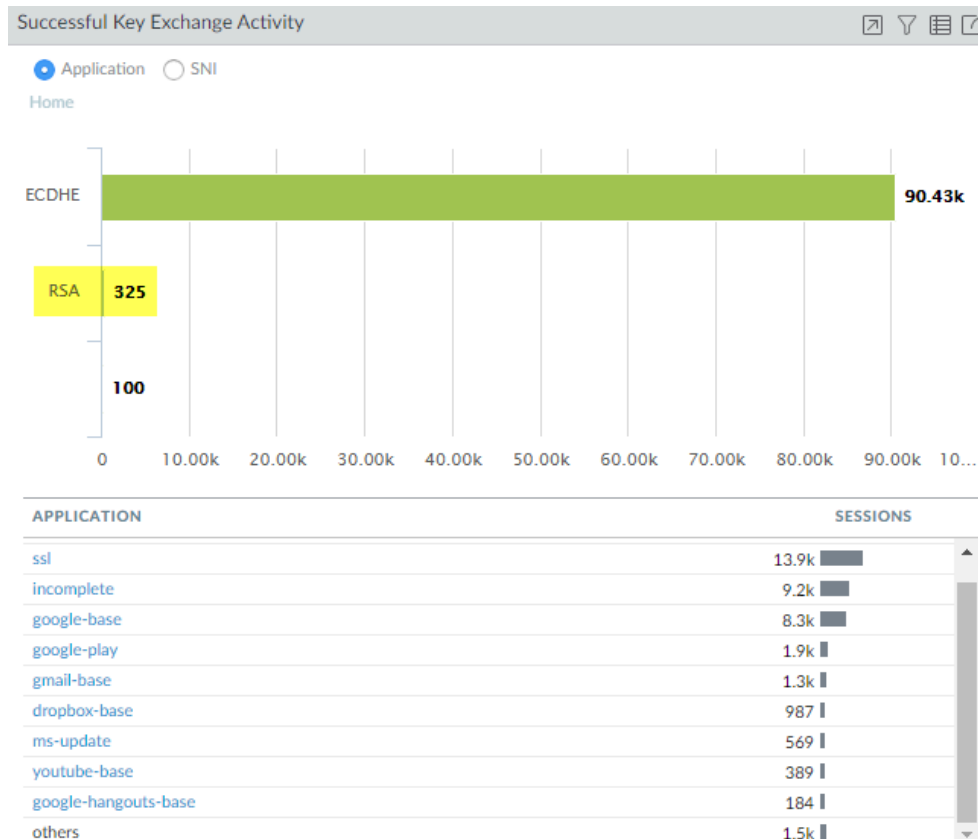 Successful Key Exchange Activity
Application SNI
Home
ECDHE 90.43k
RSA 325
100
0 10.00k 20.00k 30.00k 40.00k 50.00k 60.00k 70.00k 80.00k 90.00k 10...
APPLICATION SESSIONS
ssl 13.9k
incomplete 9.2k
google-base 8.3k
google-play 1.9k
gmail-base 1.3k
dropbox-base 987
ms-update 569
youtube-base 389
google-hangouts-base 184
others 1.5k